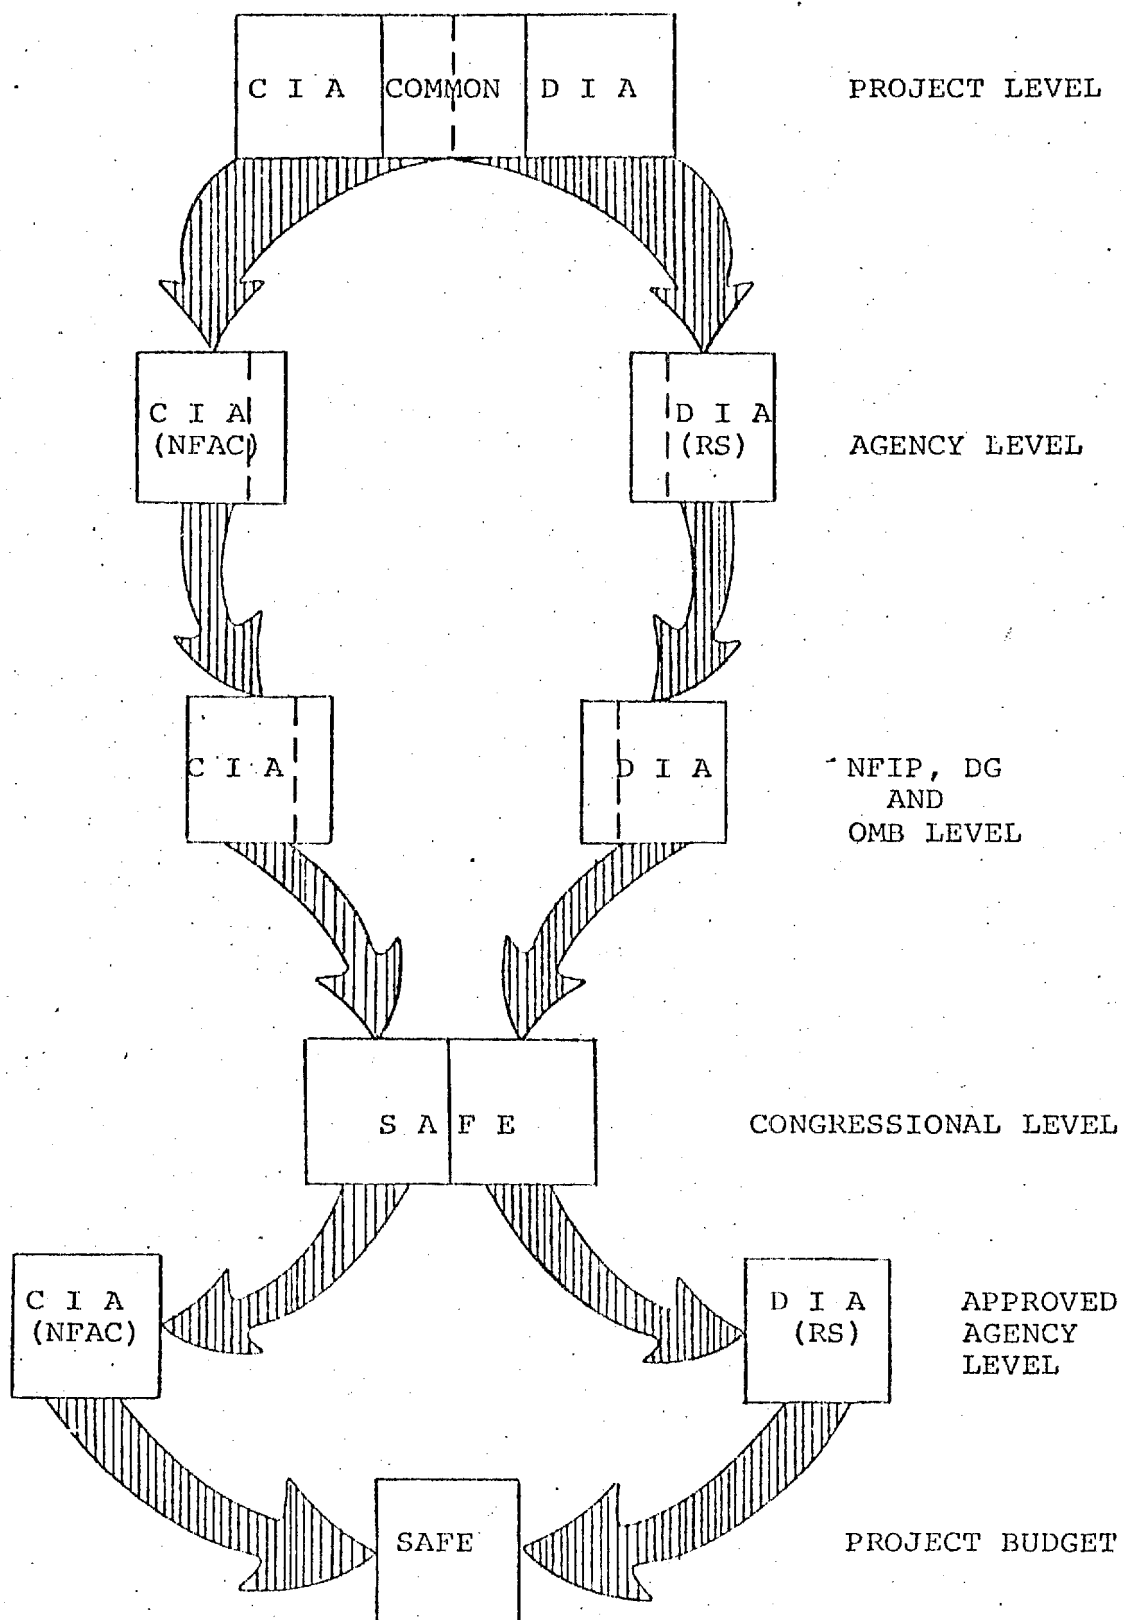 C I A COMMON D I A PROJECT LEVEL
C I A D I A
(NFAC) (RS) AGENCY LEVEL
C I A D I A NFIP, DG
AND
OMB LEVEL
S A F E CONGRESSIONAL LEVEL
C I A D I A APPROVED
(NFAC) (RS) AGENCY
LEVEL
SAFE PROJECT BUDGET